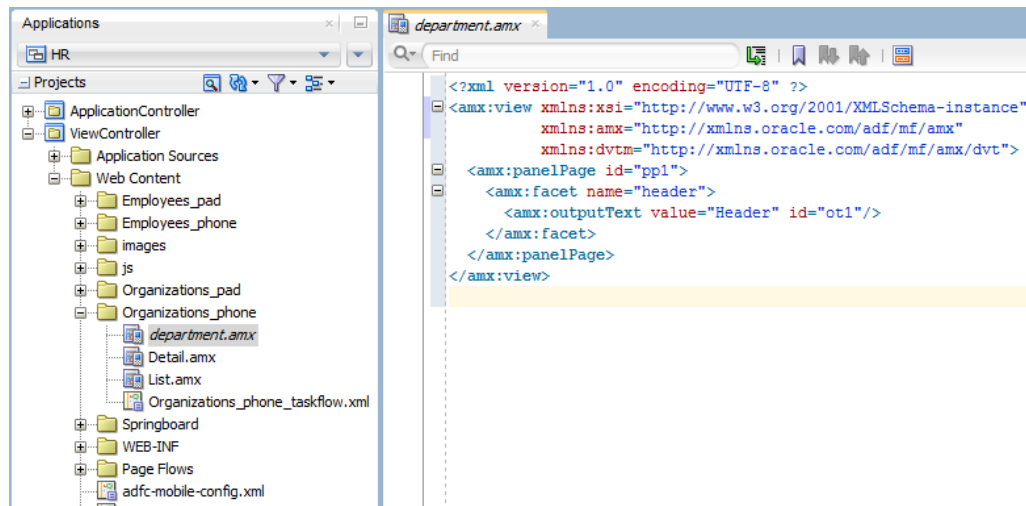 Applications
HR
Projects
ApplicationController
ViewController
Application Sources
Web Content
Employees_pad
Employees_phone
images
js
Organizations_pad
Organizations_phone
department.amx
Detail.amx
List.amx
Organizations_phone_taskflow.xml
Springboard
WEB-INF
Page Flows
adfc-mobile-config.xml
department.amx
Find
<?xml version="1.0" encoding="UTF-8" ?>
<amx:view xmlns:xsi="http://www.w3.org/2001/XMLSchema-instance"
xmlns:amx="http://xmlns.oracle.com/adf/mf/amx"
xmlns:dvtm="http://xmlns.oracle.com/adf/mf/amx/dvt">
<amx:panelPage id="pp1">
<amx:facet name="header">
<amx:outputText value="Header" id="ot1"/>
</amx:facet>
</amx:panelPage>
</amx:view>